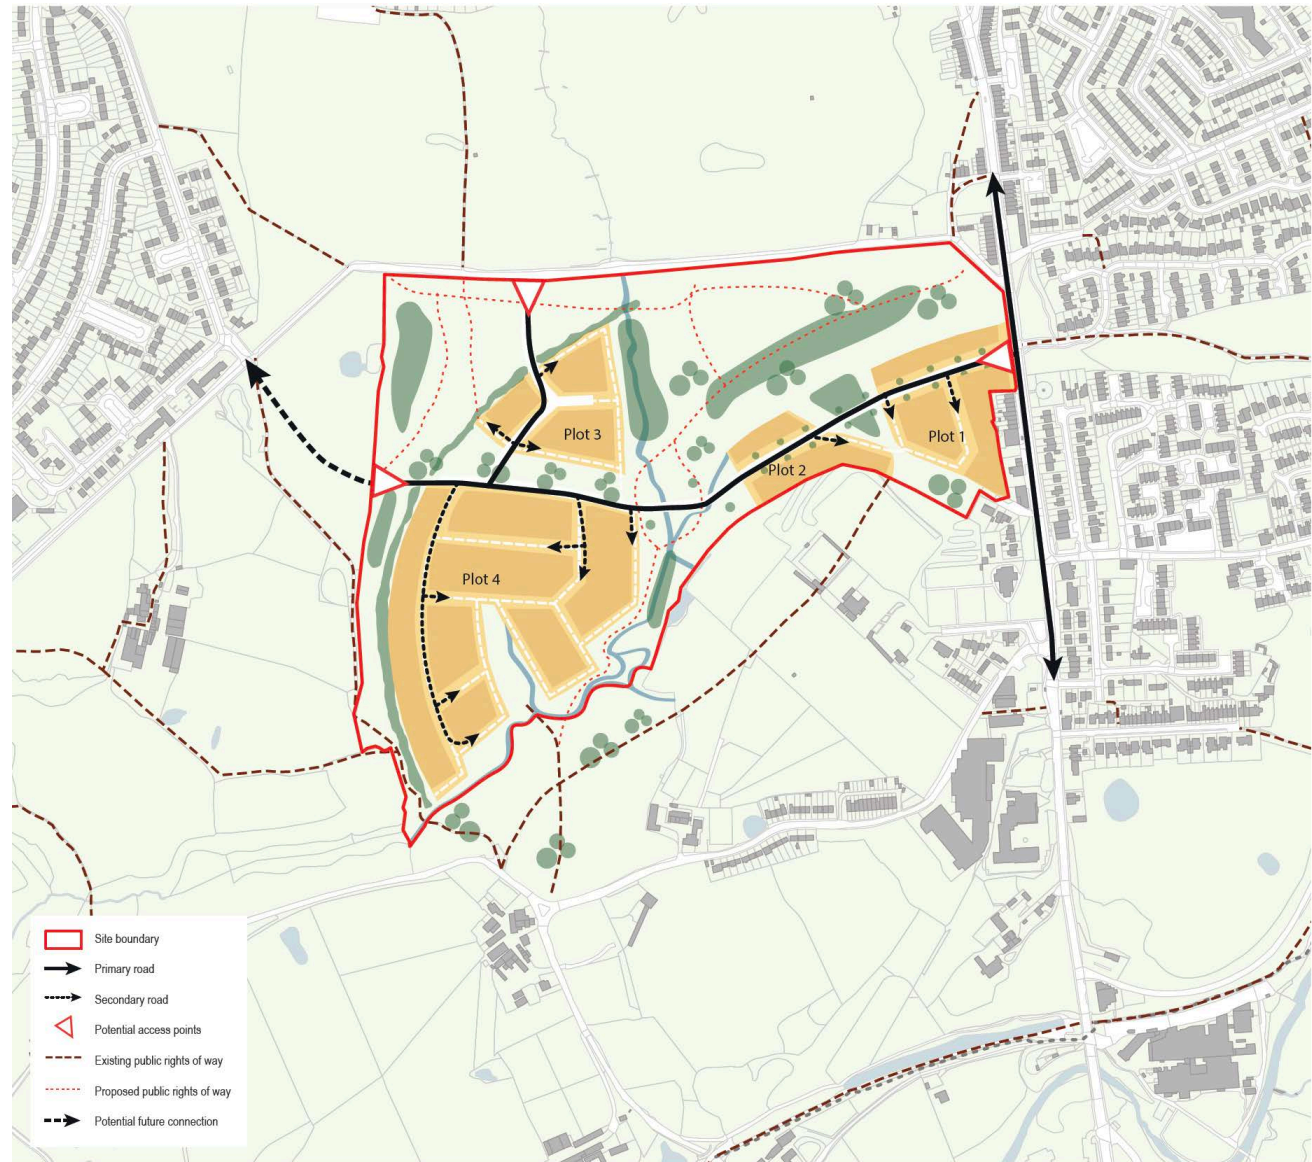 Plot 3
Plot 1
Plot 2
Plot 4
Site boundary
Primary road
Secondary road
Potential access points
Existing public rights of way
Proposed public rights of way
Potential future connection